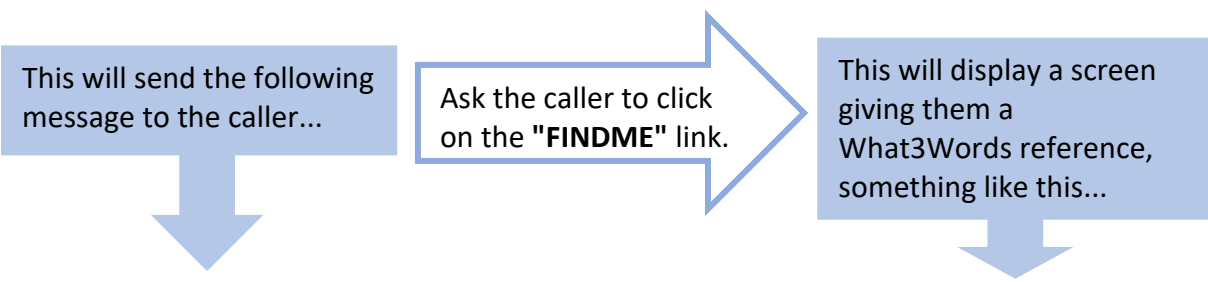 This will send the following
message to the caller...
Ask the caller to click
on the "FINDME" link.
This will display a screen
giving them a
What3Words reference,
something like this...